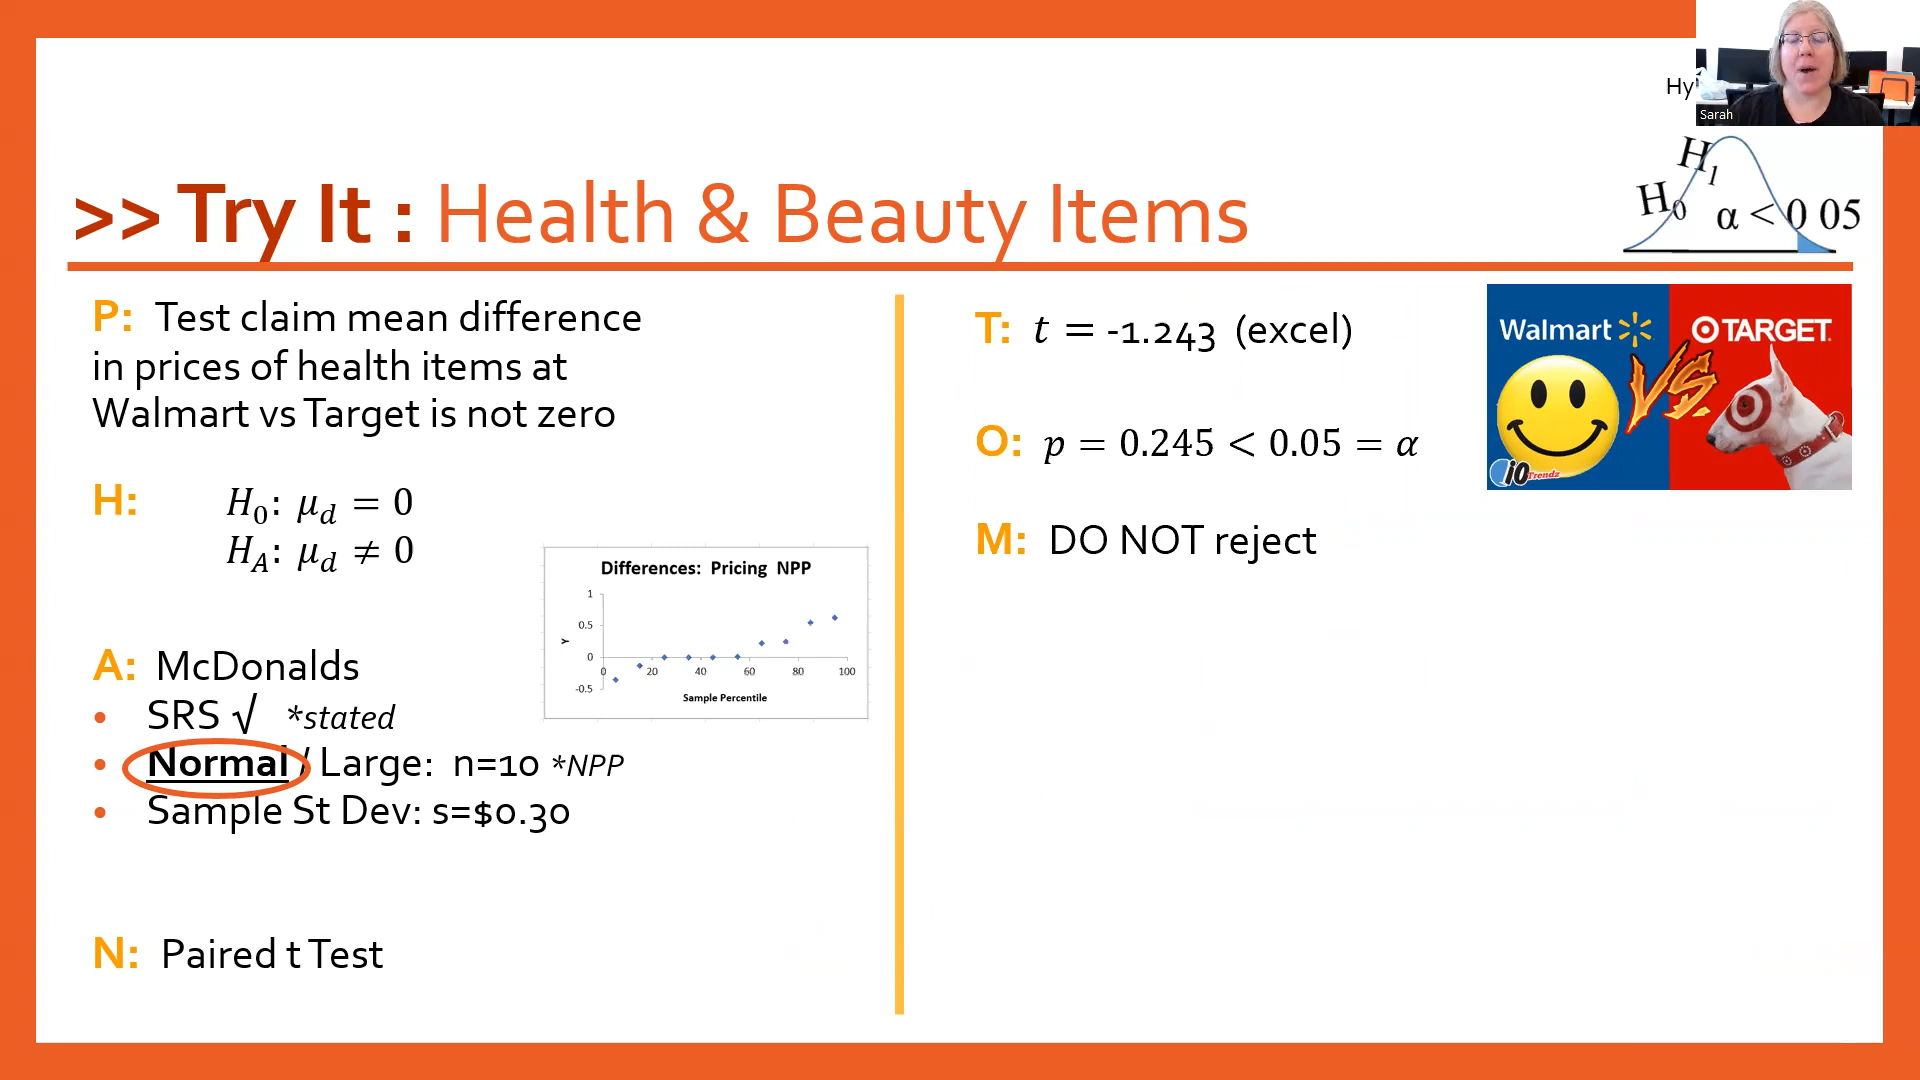 Hy
Sarah
H1
H0 α < 0 05
>> Try It : Health & Beauty Items
P: Test claim mean difference
in prices of health items at
Walmart vs Target is not zero
H: H₀: μ_d = 0
H_A: μ_d ≠ 0
Differences: Pricing NPP
1
0.5
0
-0.5
Y
0 20 40 60 80 100
Sample Percentile
A: McDonalds
• SRS √ *stated
• Normal / Large: n=10 *NPP
• Sample St Dev: s=$0.30
N: Paired t Test
T: t = -1.243 (excel)
O: p = 0.245 < 0.05 = α
M: DO NOT reject
Walmart
TARGET
VS
iO Trendz